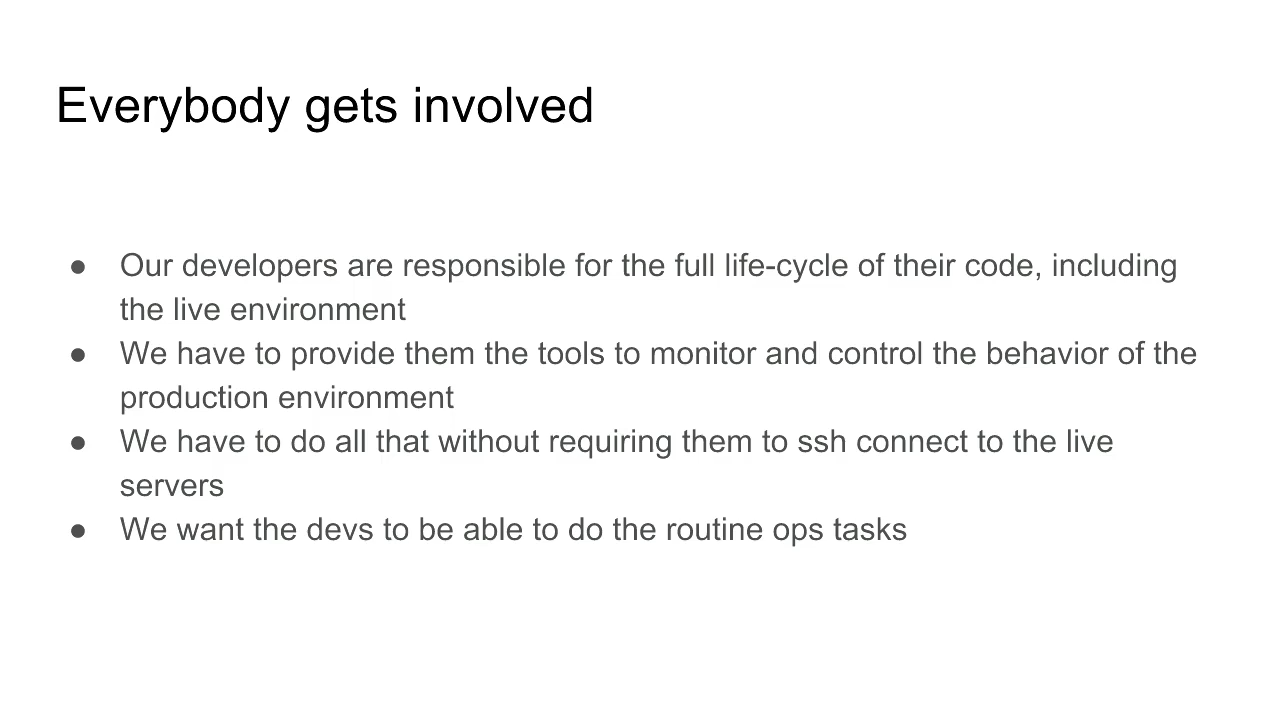 Everybody gets involved
● Our developers are responsible for the full life-cycle of their code, including
the live environment
● We have to provide them the tools to monitor and control the behavior of the
production environment
● We have to do all that without requiring them to ssh connect to the live
servers
● We want the devs to be able to do the routine ops tasks